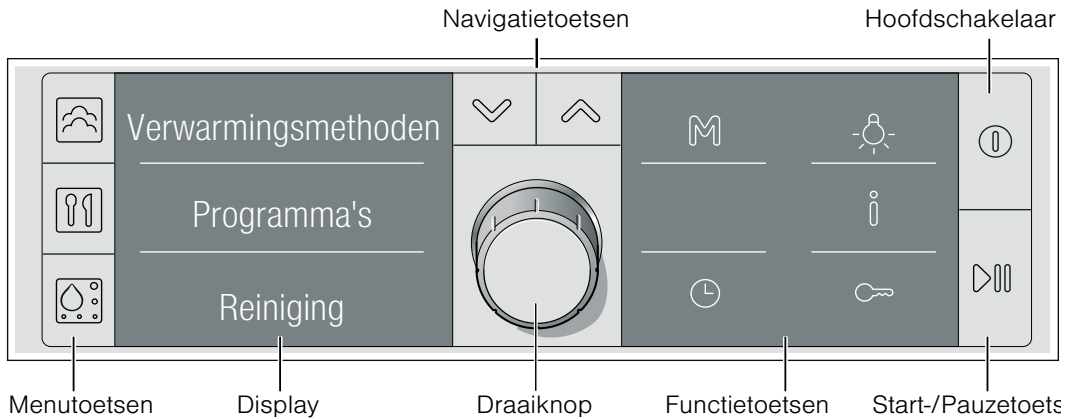 Navigatietoetsen
Hoofdschakelaar
Verwarmingsmethoden
Programma's
Reiniging
M
i
Menutoetsen
Display
Draaiknop
Functietoetsen
Start-/Pauzetoets